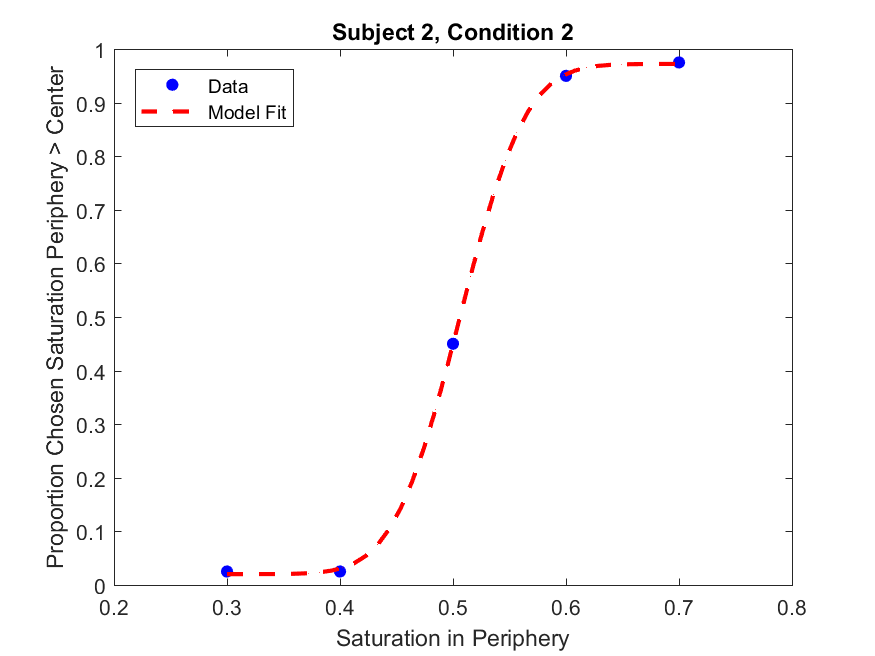 Subject 2, Condition 2
Data
Model Fit
Proportion Chosen Saturation Periphery > Center
1
0.9
0.8
0.7
0.6
0.5
0.4
0.3
0.2
0.1
0
0.2 0.3 0.4 0.5 0.6 0.7 0.8
Saturation in Periphery